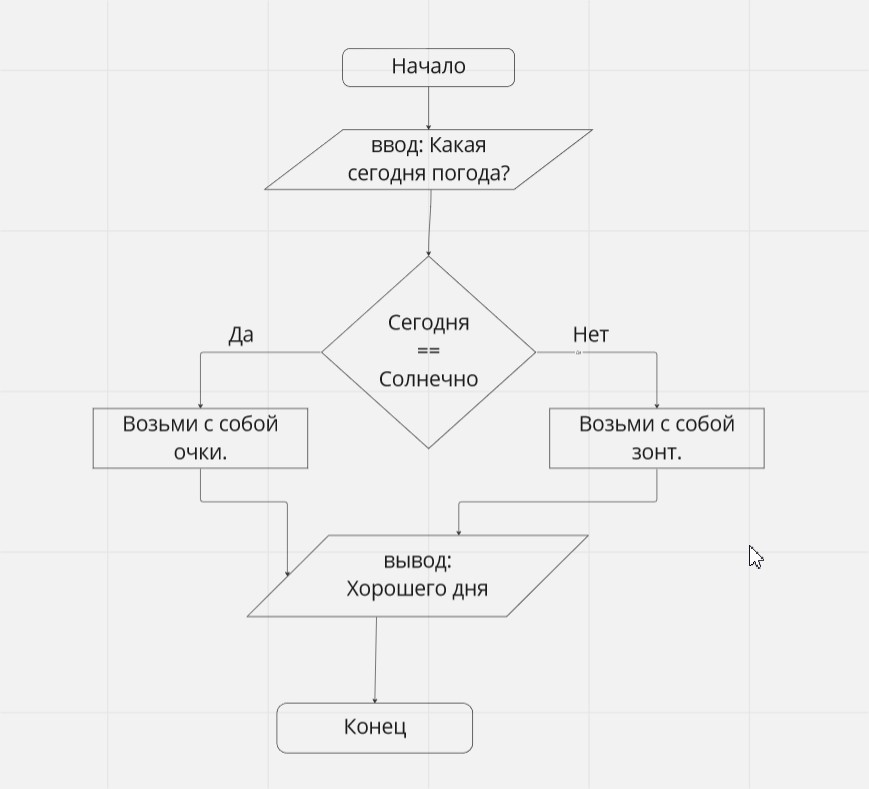 Начало
ввод: Какая
сегодня погода?
Сегодня
==
Солнечно
Да
Нет
Возьми с собой
очки.
Возьми с собой
зонт.
вывод:
Хорошего дня
Конец